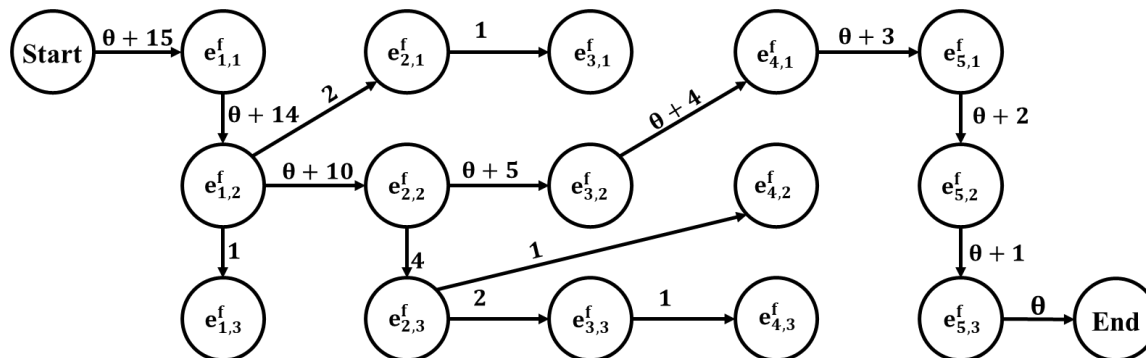 Start
θ + 15
e^f_{1,1}
e^f_{2,1}
1
e^f_{3,1}
e^f_{4,1}
θ + 3
e^f_{5,1}
θ + 14
2
θ + 4
θ + 2
e^f_{1,2}
θ + 10
e^f_{2,2}
θ + 5
e^f_{3,2}
e^f_{4,2}
e^f_{5,2}
1
4
1
θ + 1
e^f_{1,3}
e^f_{2,3}
2
e^f_{3,3}
1
e^f_{4,3}
e^f_{5,3}
θ
End